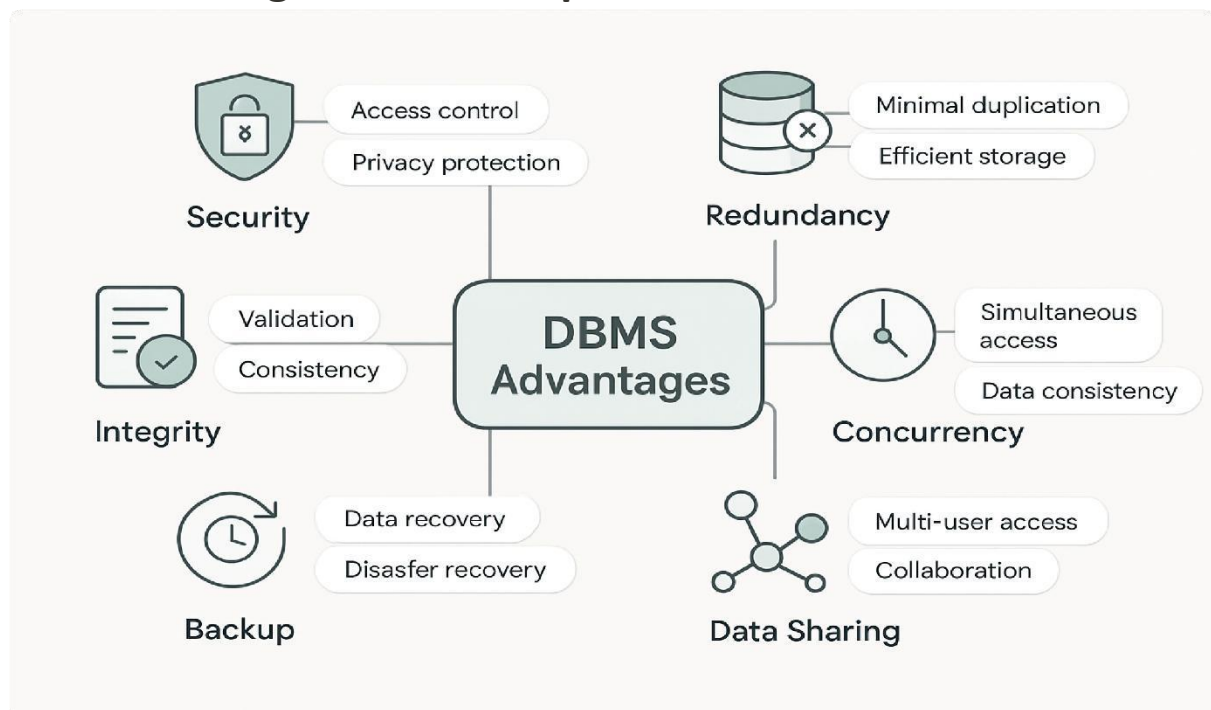 Access control
Privacy protection
Security
Minimal duplication
Efficient storage
Redundancy
DBMS
Advantages
Validation
Consistency
Integrity
Simultaneous
access
Data consistency
Concurrency
Data recovery
Disasfer recovery
Backup
Multi-user access
Collaboration
Data Sharing